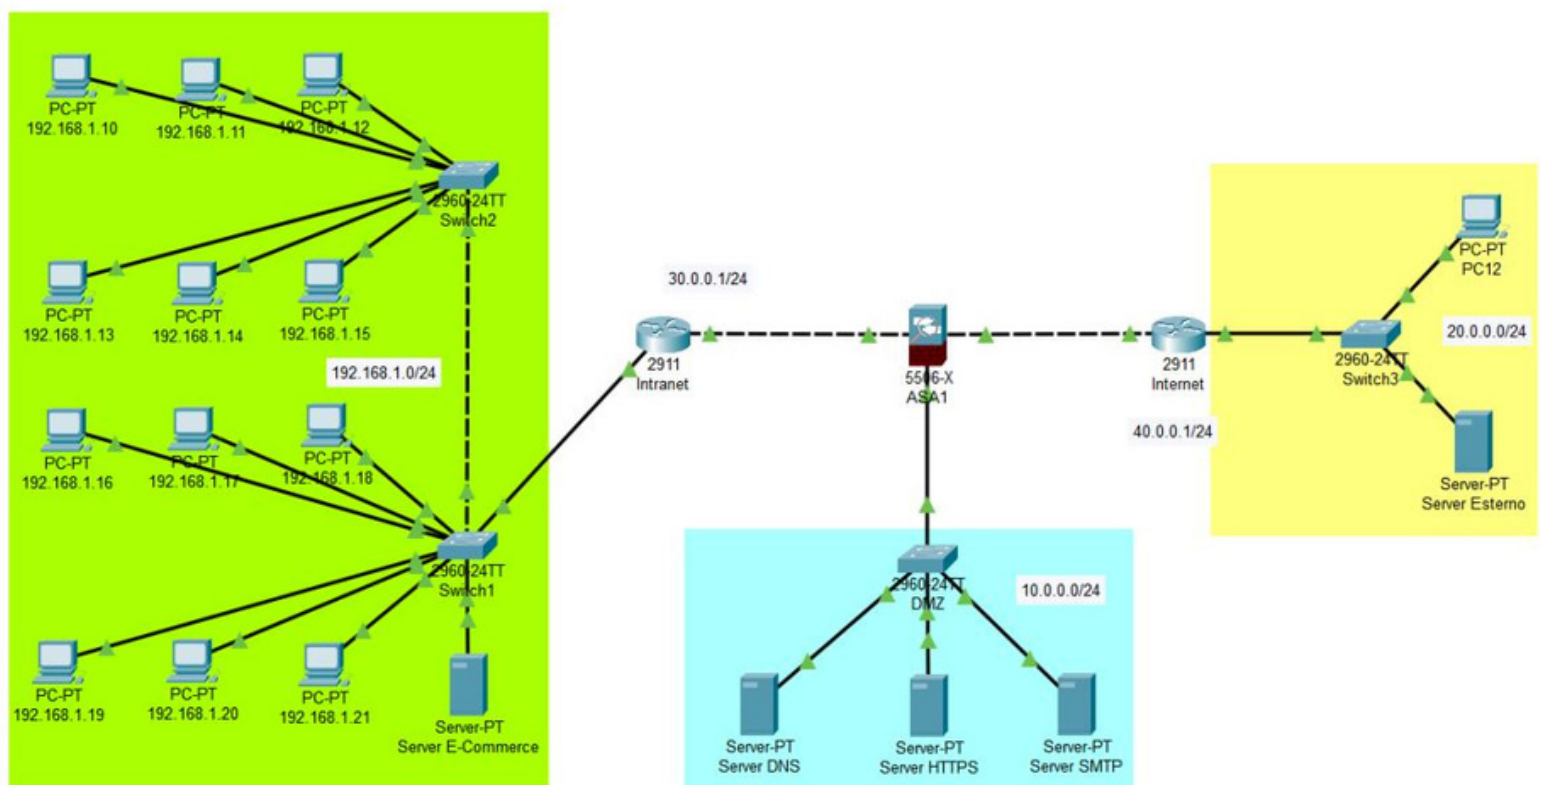 PC-PT
192.168.1.10
PC-PT
192.168.1.11
PC-PT
192.168.1.12
2960-24TT
Switch2
PC-PT
192.168.1.13
PC-PT
192.168.1.14
PC-PT
192.168.1.15
192.168.1.0/24
PC-PT
192.168.1.16
PC-PT
192.168.1.17
PC-PT
192.168.1.18
2960-24TT
Switch1
PC-PT
192.168.1.19
PC-PT
192.168.1.20
PC-PT
192.168.1.21
Server-PT
Server E-Commerce
30.0.0.1/24
2911
Intranet
5506-X
ASA1
2911
Internet
40.0.0.1/24
2960-24TT
DMZ
10.0.0.0/24
Server-PT
Server DNS
Server-PT
Server HTTPS
Server-PT
Server SMTP
PC-PT
PC12
20.0.0.0/24
2960-24TT
Switch3
Server-PT
Server Esterno